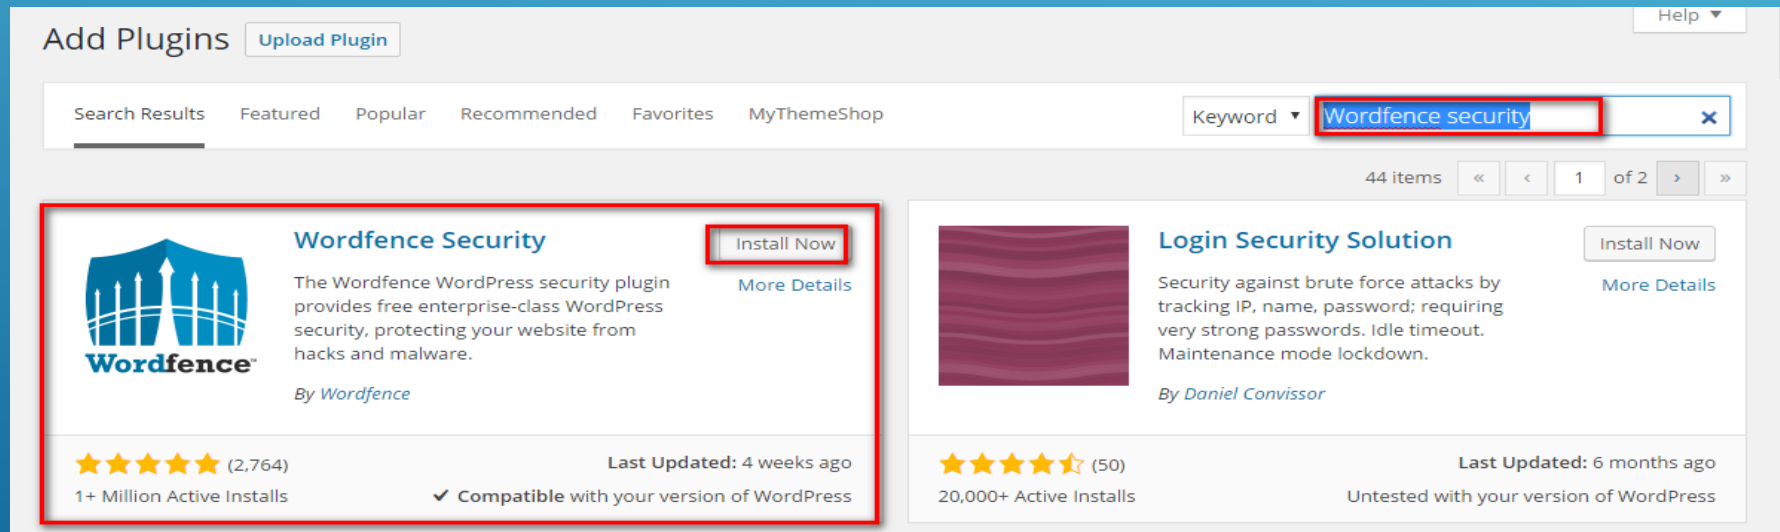 Help ▼
Add Plugins Upload Plugin
Search Results Featured Popular Recommended Favorites MyThemeShop Keyword ▼ Wordfence security ×
44 items « ‹ 1 of 2 › »
Wordfence Security
Install Now
The Wordfence WordPress security plugin
provides free enterprise-class WordPress
security, protecting your website from
hacks and malware.
More Details
By Wordfence
Wordfence™
(2,764)
Last Updated: 4 weeks ago
1+ Million Active Installs
✔ Compatible with your version of WordPress
Login Security Solution
Install Now
Security against brute force attacks by
tracking IP, name, password; requiring
very strong passwords. Idle timeout.
Maintenance mode lockdown.
More Details
By Daniel Convissor
(50)
Last Updated: 6 months ago
20,000+ Active Installs
Untested with your version of WordPress